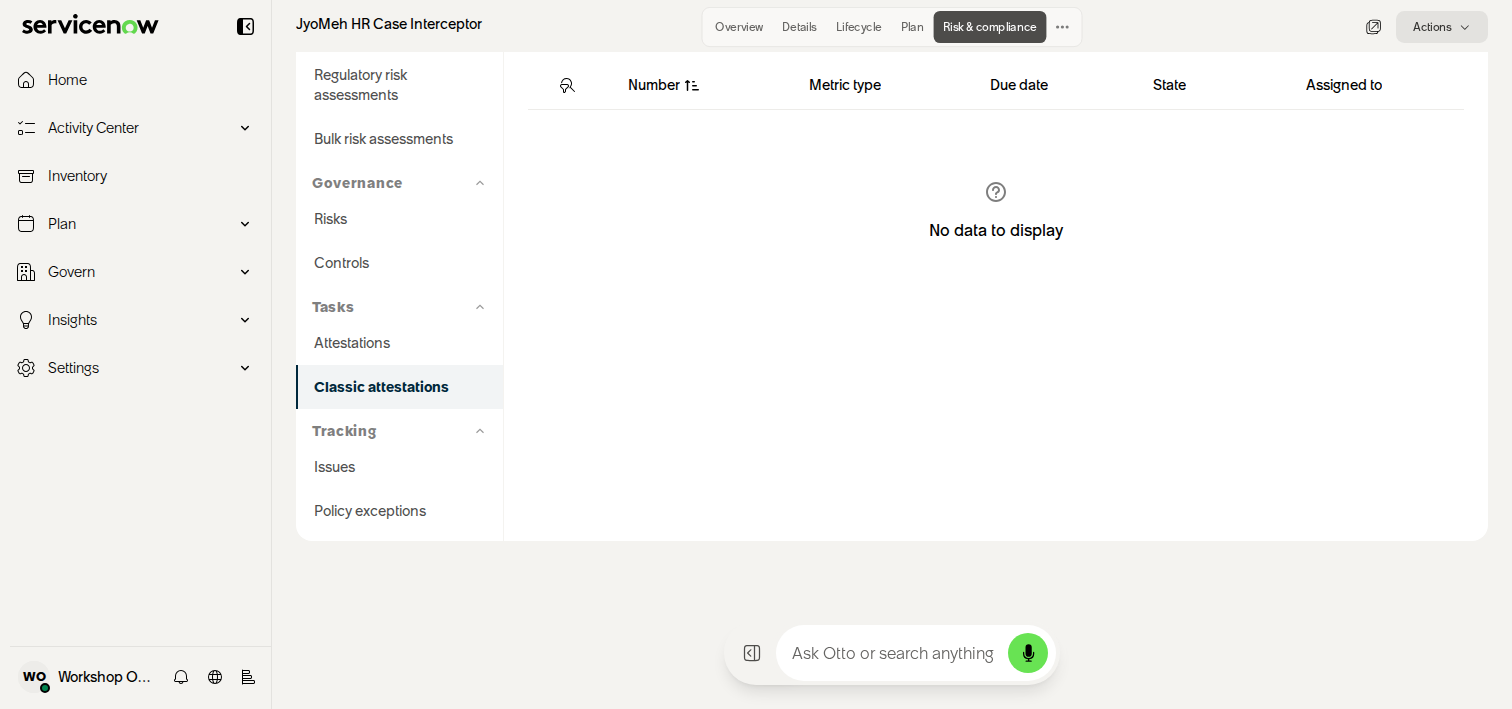 servicenow
JyoMeh HR Case Interceptor
Overview
Details
Lifecycle
Plan
Risk & compliance
Actions
Home
Activity Center
Inventory
Plan
Govern
Insights
Settings
Regulatory risk
assessments
Bulk risk assessments
Governance
Risks
Controls
Tasks
Attestations
Classic attestations
Tracking
Issues
Policy exceptions
Number
Metric type
Due date
State
Assigned to
No data to display
Ask Otto or search anything
WO
Workshop O...